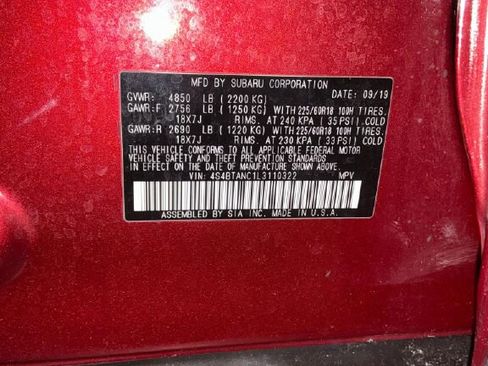 MFD BY SUBARU CORPORATION
DATE: 09/19
GVWR: 4850 LB (2200 KG)
GAWR:F 2756 LB (1250 KG) WITH 225/60R18 100H TIRES.
18X7J RIMS. AT 240 KPA (35 PSI) COLD
GAWR:R 2690 LB (1220 KG) WITH 225/60R18 100H TIRES.
18X7J RIMS. AT 230 KPA (33 PSI) COLD
THIS VEHICLE CONFORMS TO ALL APPLICABLE FEDERAL MOTOR
VEHICLE SAFETY AND THEFT PREVENTION STANDARDS
IN EFFECT ON THE DATE OF MANUFACTURE SHOWN ABOVE.
VIN: 4S4BTANC1L3110322 MPV
ASSEMBLED BY SIA INC. MADE IN U.S.A.